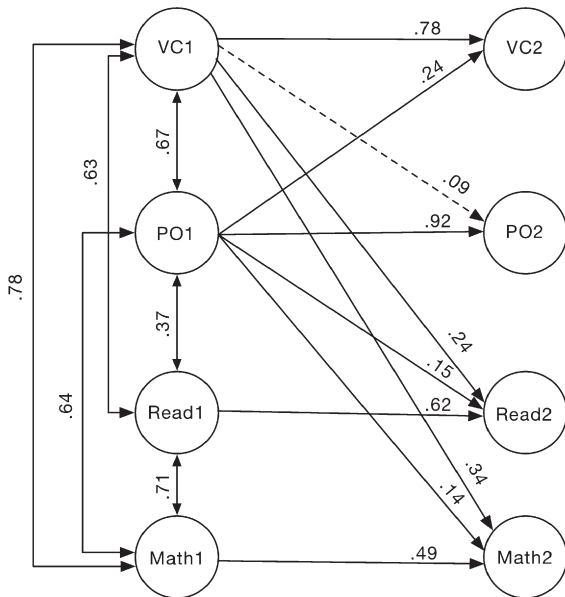 VC1
.78
VC2
.24
.67
.63
.09
PO1
.92
PO2
.78
.37
.24
.15
.64
Read1
.62
Read2
.71
.34
.14
Math1
.49
Math2